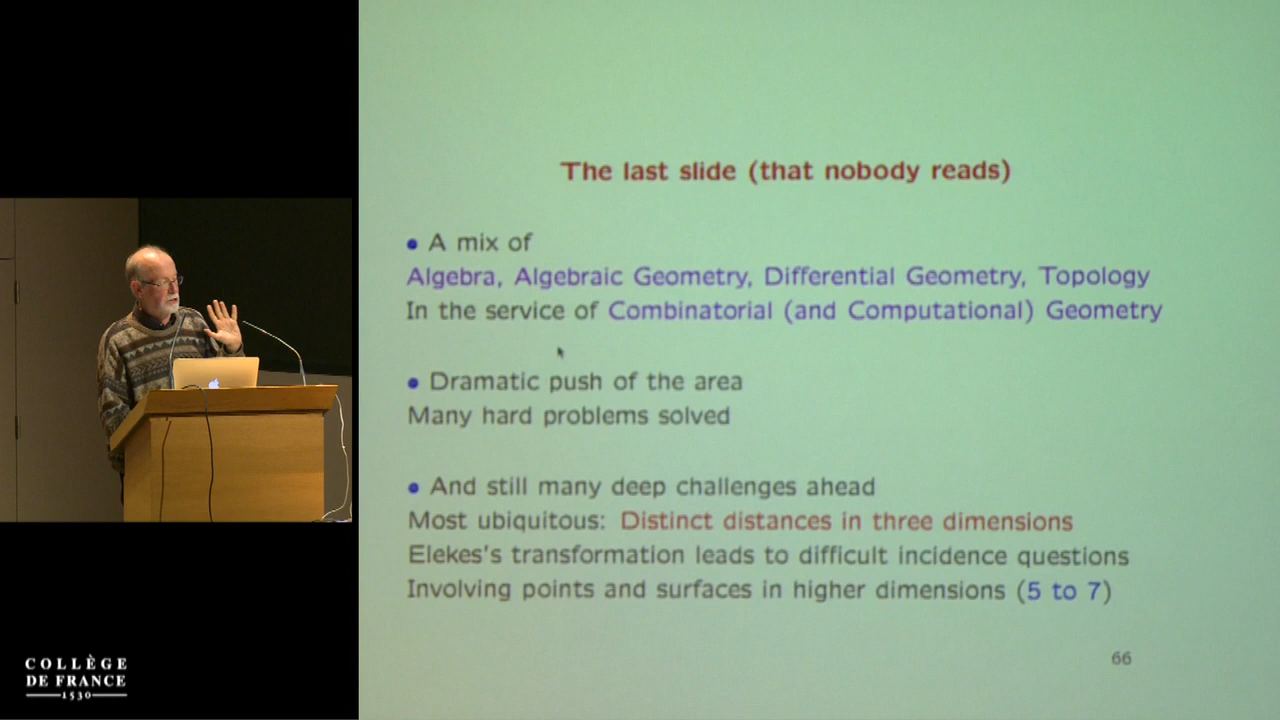 The last slide (that nobody reads)
• A mix of
Algebra, Algebraic Geometry, Differential Geometry, Topology
In the service of Combinatorial (and Computational) Geometry
• Dramatic push of the area
Many hard problems solved
• And still many deep challenges ahead
Most ubiquitous: Distinct distances in three dimensions
Elekes's transformation leads to difficult incidence questions
Involving points and surfaces in higher dimensions (5 to 7)
66
COLLÈGE
DE FRANCE
1530